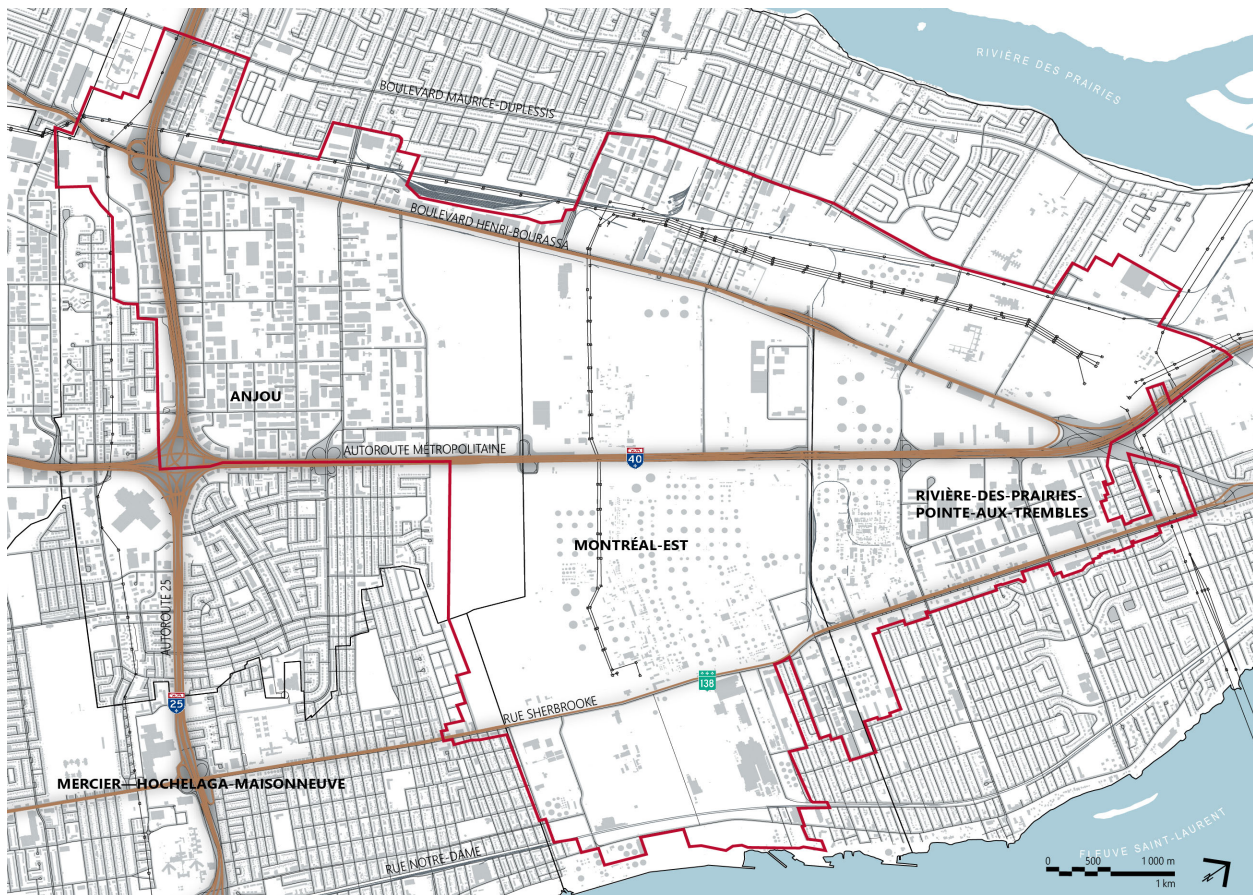 RIVIÈRE DES PRAIRIES
BOULEVARD MAURICE-DUPLESSIS
BOULEVARD HENRI-BOURASSA
ANJOU
AUTOROUTE MÉTROPOLITAINE
40
RIVIÈRE-DES-PRAIRIES-
POINTE-AUX-TREMBLES
MONTRÉAL-EST
AUTOROUTE 25
138
25
RUE SHERBROOKE
MERCIER—HOCHELAGA-MAISONNEUVE
RUE NOTRE-DAME
FLEUVE SAINT-LAURENT
0 500 1 000 m
1 km
N